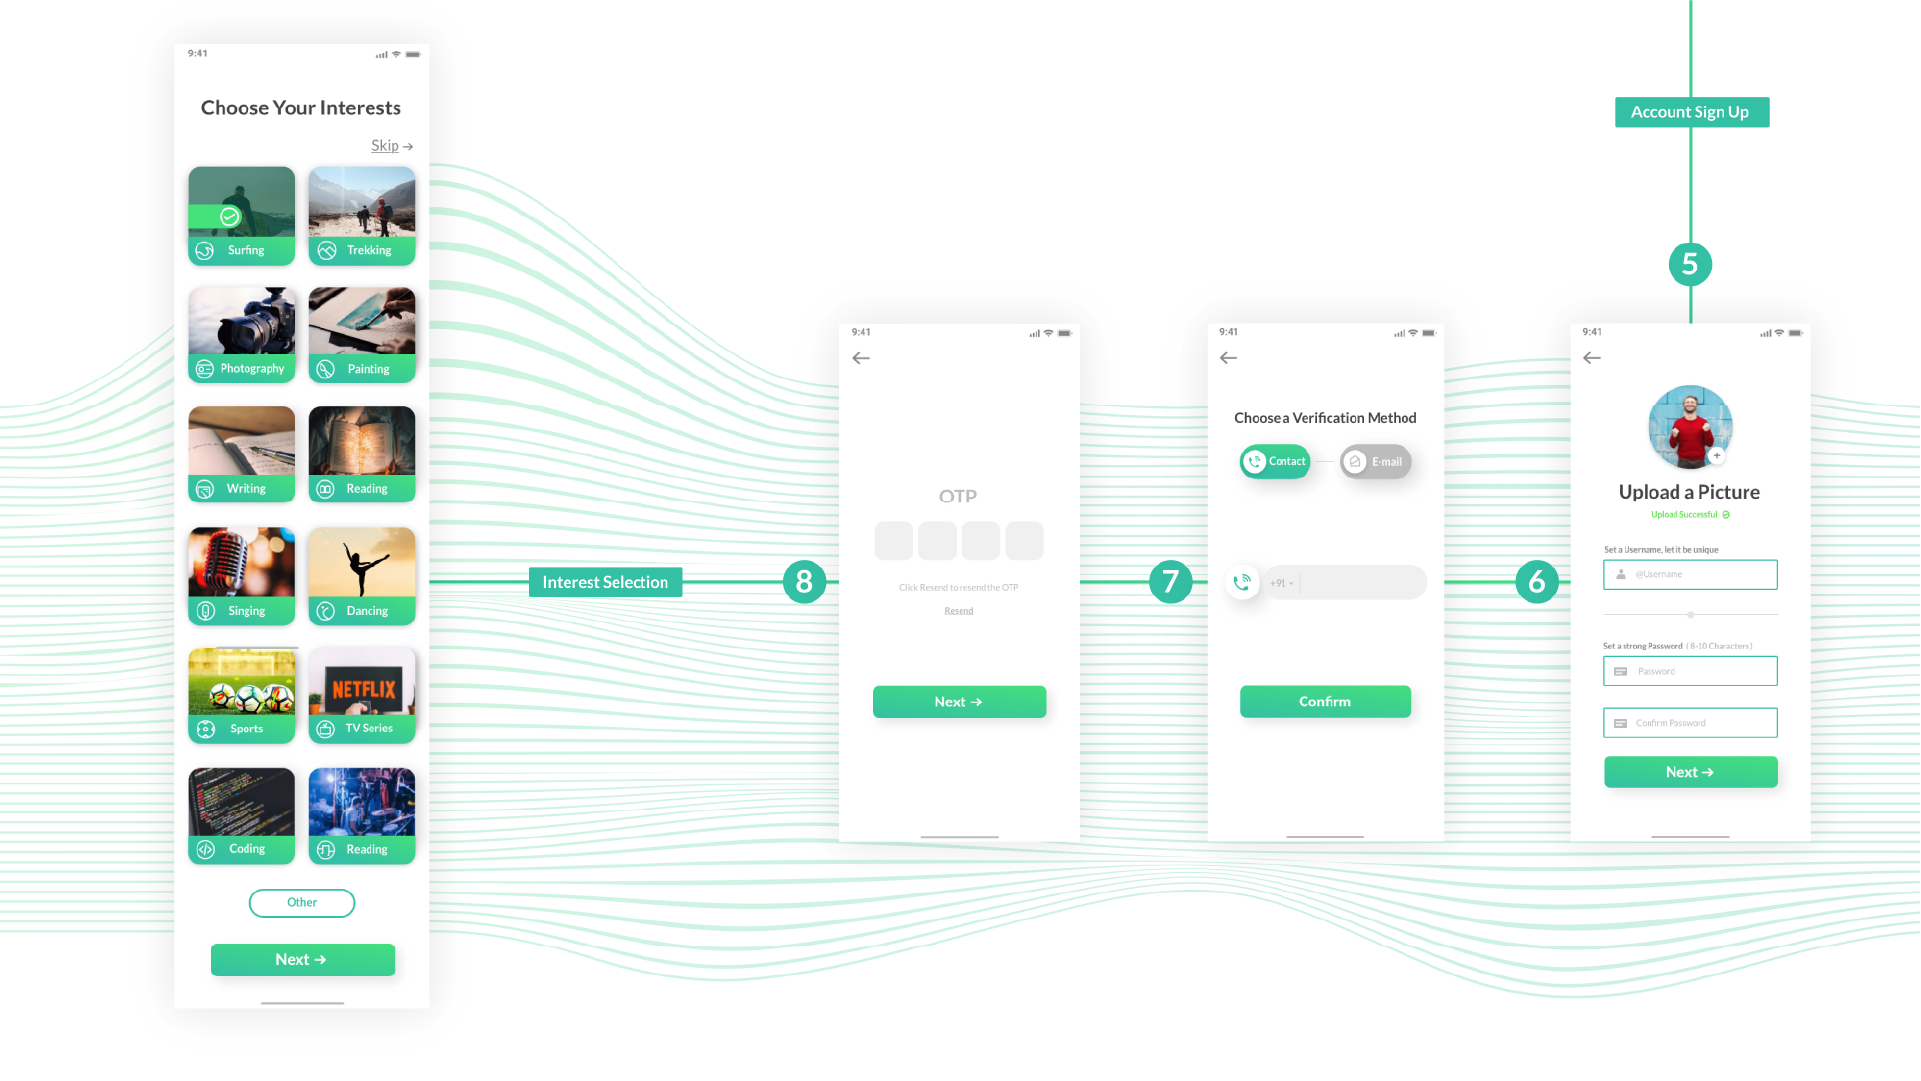 9:41
Choose Your Interests
Skip →
Surfing
Trekking
Photography
Painting
Writing
Reading
Singing
Dancing
NETFLIX
Sports
TV Series
Coding
Reading
Other
Next →
Interest Selection
8
9:41
OTP
Click Resend to resend the OTP
Resend
Next →
7
9:41
Choose a Verification Method
Contact
E-mail
+91
Confirm
6
Account Sign Up
5
9:41
+
Upload a Picture
Upload Successful
Set a Username, let it be unique
@Username
Set a strong Password ( 8-10 Characters )
Password
Confirm Password
Next →